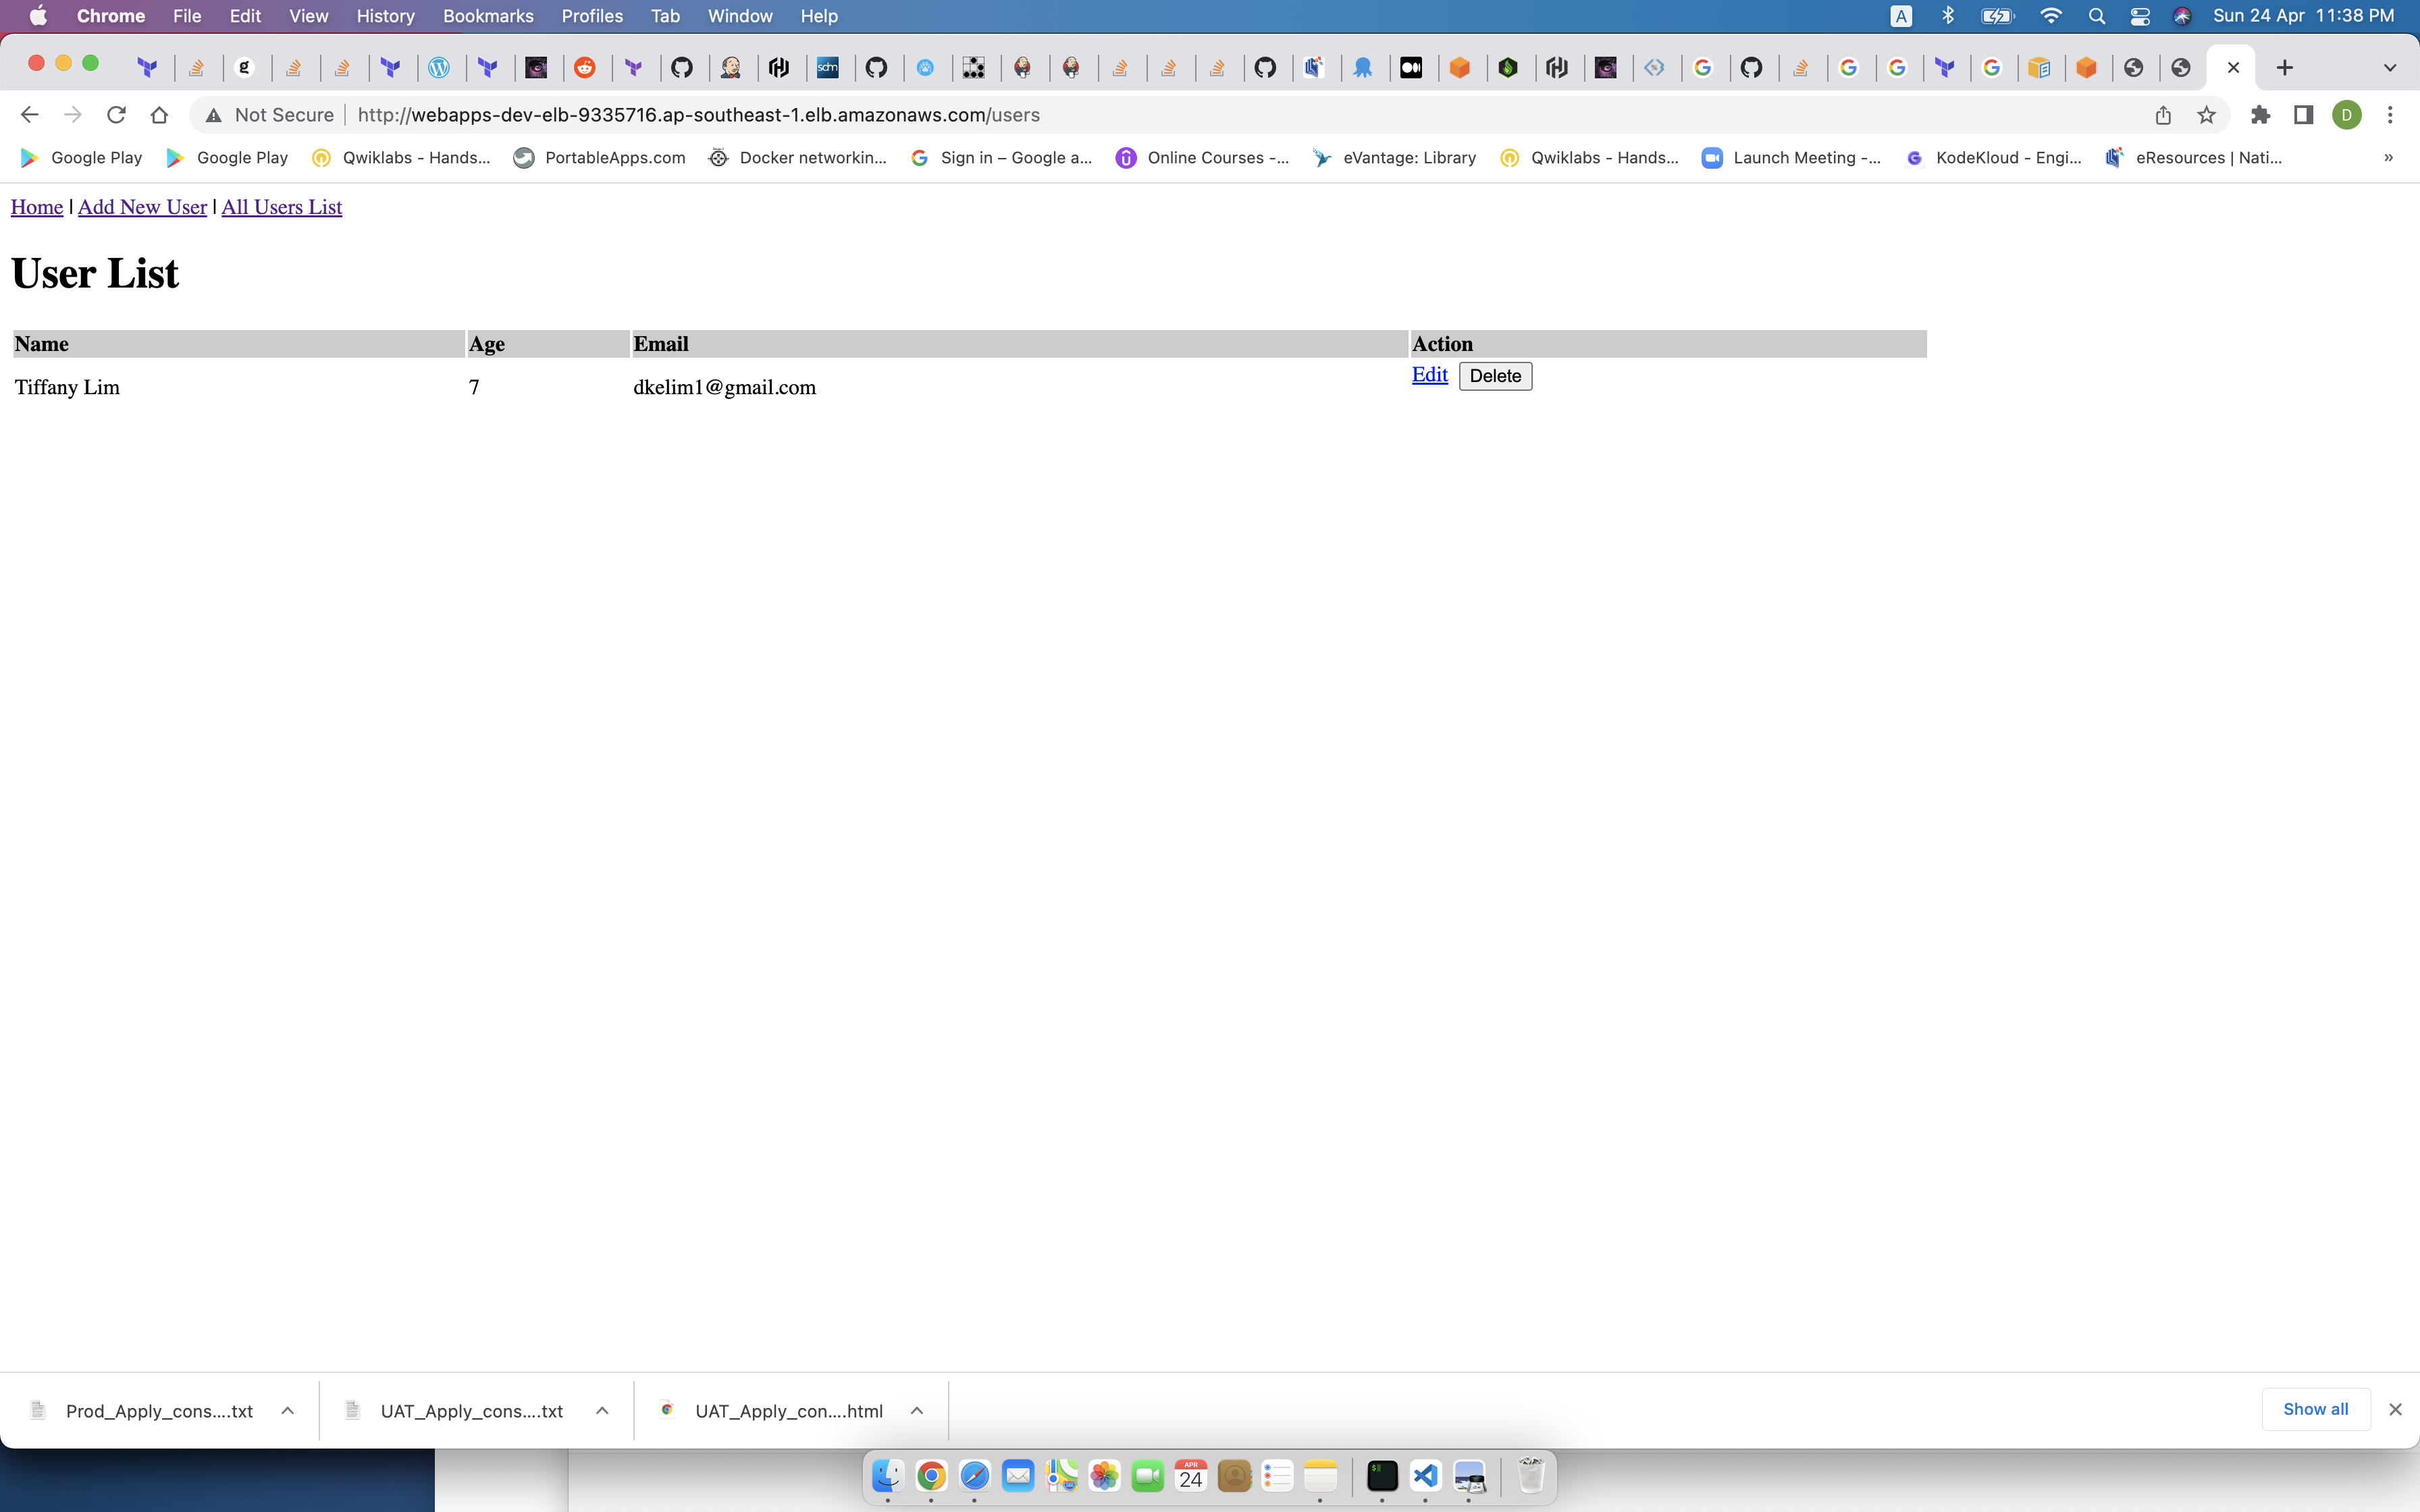 Chrome File Edit View History Bookmarks Profiles Tab Window Help A Sun 24 Apr 11:38 PM
g sdm
Not Secure http://webapps-dev-elb-9335716.ap-southeast-1.elb.amazonaws.com/users D
Google Play Google Play Qwiklabs - Hands... PortableApps.com Docker networkin... Sign in – Google a... Online Courses -... eVantage: Library Qwiklabs - Hands... Launch Meeting -... KodeKloud - Engi... eResources | Nati... »
Home | Add New User | All Users List
User List
Name Age Email Action
Tiffany Lim 7 dkelim1@gmail.com Edit Delete
Prod_Apply_cons....txt UAT_Apply_cons....txt UAT_Apply_con....html Show all
APR
24